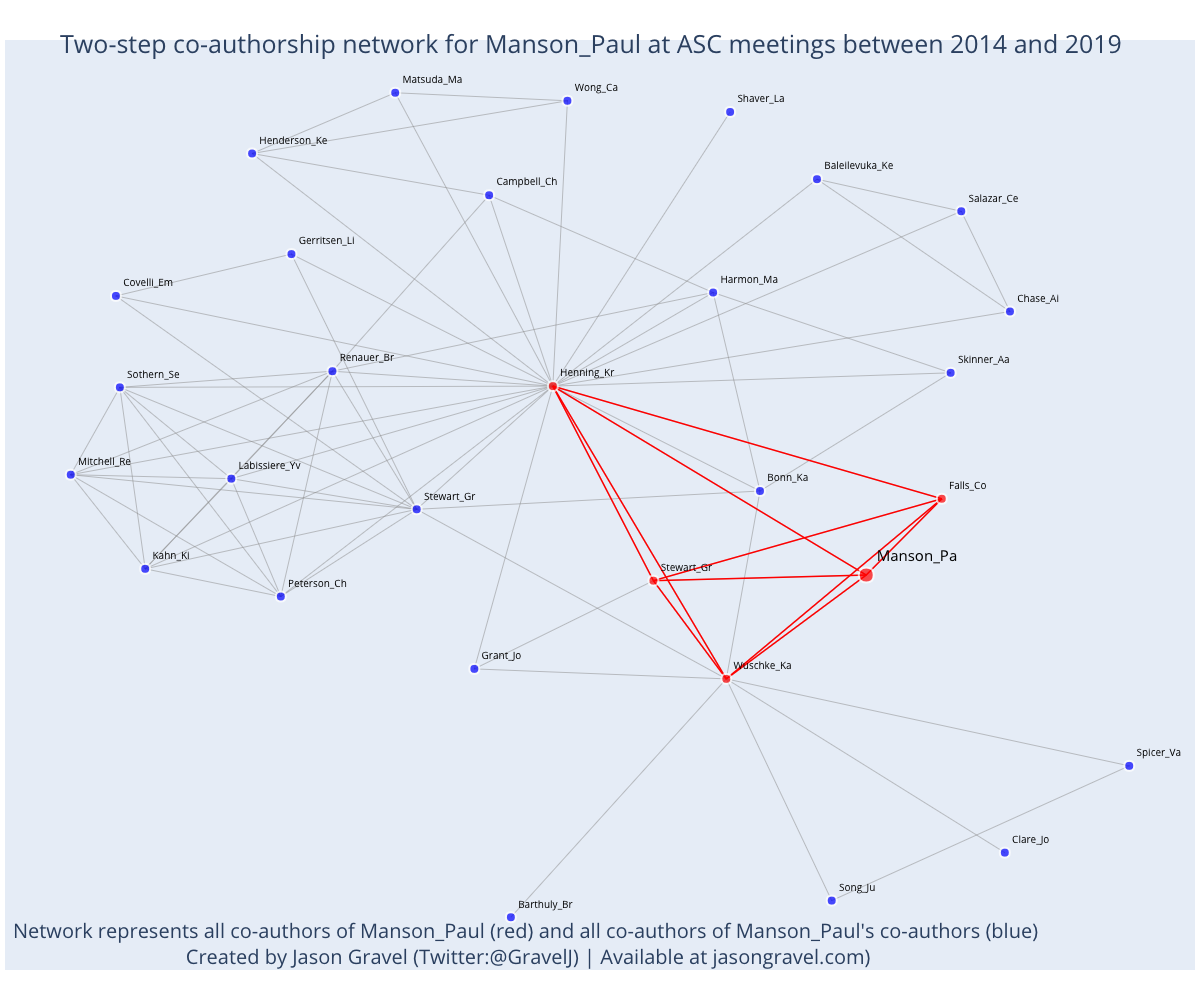 Two-step co-authorship network for Manson_Paul at ASC meetings between 2014 and 2019
Matsuda_Ma
Wong_Ca
Shaver_La
Henderson_Ke
Baleilevuka_Ke
Campbell_Ch
Salazar_Ce
Gerritsen_Li
Covelli_Em
Harmon_Ma
Chase_Ai
Renauer_Br
Skinner_Aa
Sothern_Se
Henning_Kr
Mitchell_Re
Labissiere_Yv
Bonn_Ka
Falls_Co
Stewart_Gr
Kahn_Ki
Manson_Pa
Stewart_Gr
Peterson_Ch
Grant_Jo
Wuschke_Ka
Spicer_Va
Clare_Jo
Song_Ju
Barthuly_Br
Network represents all co-authors of Manson_Paul (red) and all co-authors of Manson_Paul's co-authors (blue)
Created by Jason Gravel (Twitter:@GravelJ) | Available at jasongravel.com)